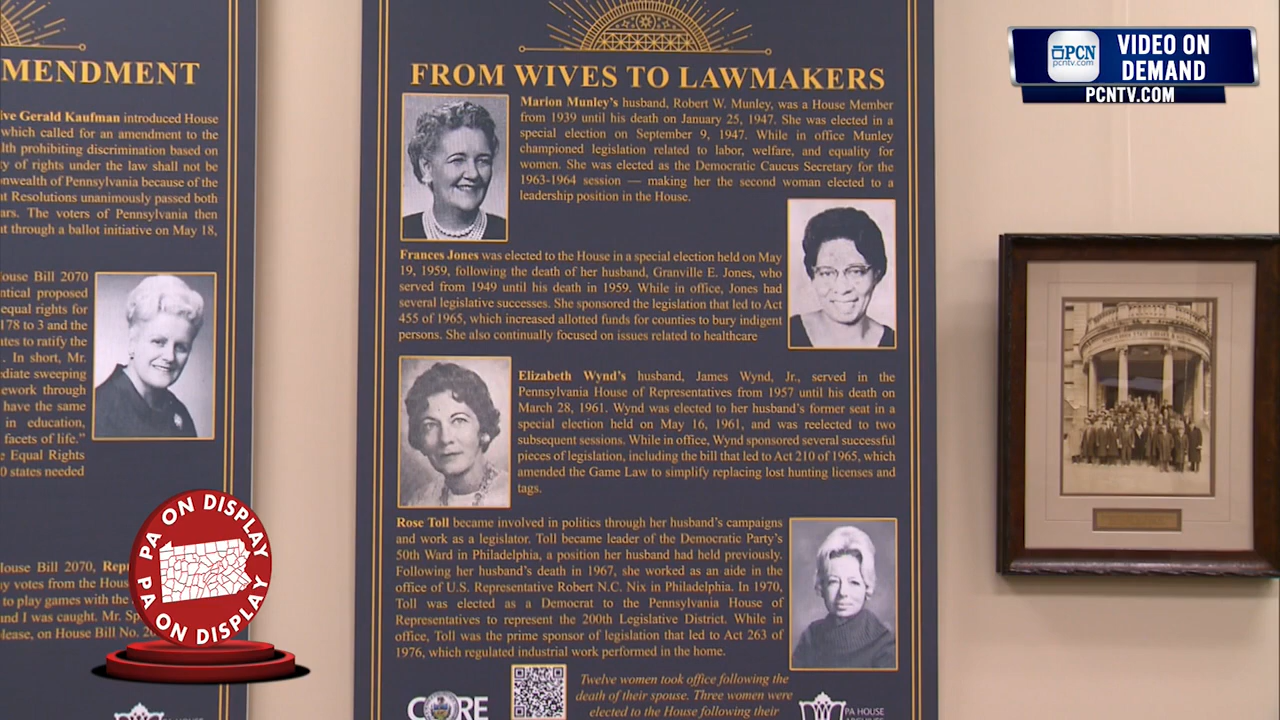 MENDMENT
ive Gerald Kaufman introduced House
which called for an amendment to the
lth prohibiting discrimination based on
y of rights under the law shall not be
nwealth of Pennsylvania because of the
t Resolutions unanimously passed both
ars. The voters of Pennsylvania then
t through a ballot initiative on May 18,
ouse Bill 2070
ntical proposed
equal rights for
178 to 3 and the
tes to ratify the
. In short, Mr.
diate sweeping
ework through
have the same
in education,
facets of life.”
e Equal Rights
0 states needed
House Bill 2070, Repr
y votes from the Hous
to play games with the
und I was caught. Mr. Sp
lease, on House Bill No. 20
PA HOUSE
FROM WIVES TO LAWMAKERS
Marion Munley’s husband, Robert W. Munley, was a House Member
from 1939 until his death on January 25, 1947. She was elected in a
special election on September 9, 1947. While in office Munley
championed legislation related to labor, welfare, and equality for
women. She was elected as the Democratic Caucus Secretary for the
1963-1964 session — making her the second woman elected to a
leadership position in the House.
Frances Jones was elected to the House in a special election held on May
19, 1959, following the death of her husband, Granville E. Jones, who
served from 1949 until his death in 1959. While in office, Jones had
several legislative successes. She sponsored the legislation that led to Act
455 of 1965, which increased allotted funds for counties to bury indigent
persons. She also continually focused on issues related to healthcare
Elizabeth Wynd’s husband, James Wynd, Jr., served in the
Pennsylvania House of Representatives from 1957 until his death on
March 28, 1961. Wynd was elected to her husband’s former seat in a
special election held on May 16, 1961, and was reelected to two
subsequent sessions. While in office, Wynd sponsored several successful
pieces of legislation, including the bill that led to Act 210 of 1965, which
amended the Game Law to simplify replacing lost hunting licenses and
tags.
Rose Toll became involved in politics through her husband’s campaigns
and work as a legislator. Toll became leader of the Democratic Party’s
50th Ward in Philadelphia, a position her husband had held previously.
Following her husband’s death in 1967, she worked as an aide in the
office of U.S. Representative Robert N.C. Nix in Philadelphia. In 1970,
Toll was elected as a Democrat to the Pennsylvania House of
Representatives to represent the 200th Legislative District. While in
office, Toll was the prime sponsor of legislation that led to Act 263 of
1976, which regulated industrial work performed in the home.
CORE
Twelve women took office following the
death of their spouse. Three women were
elected to the House following their
PA HOUSE
ARCHIVES
PCN
pcntv.com
VIDEO ON
DEMAND
PCNTV.COM
PA ON DISPLAY
PA ON DISPLAY